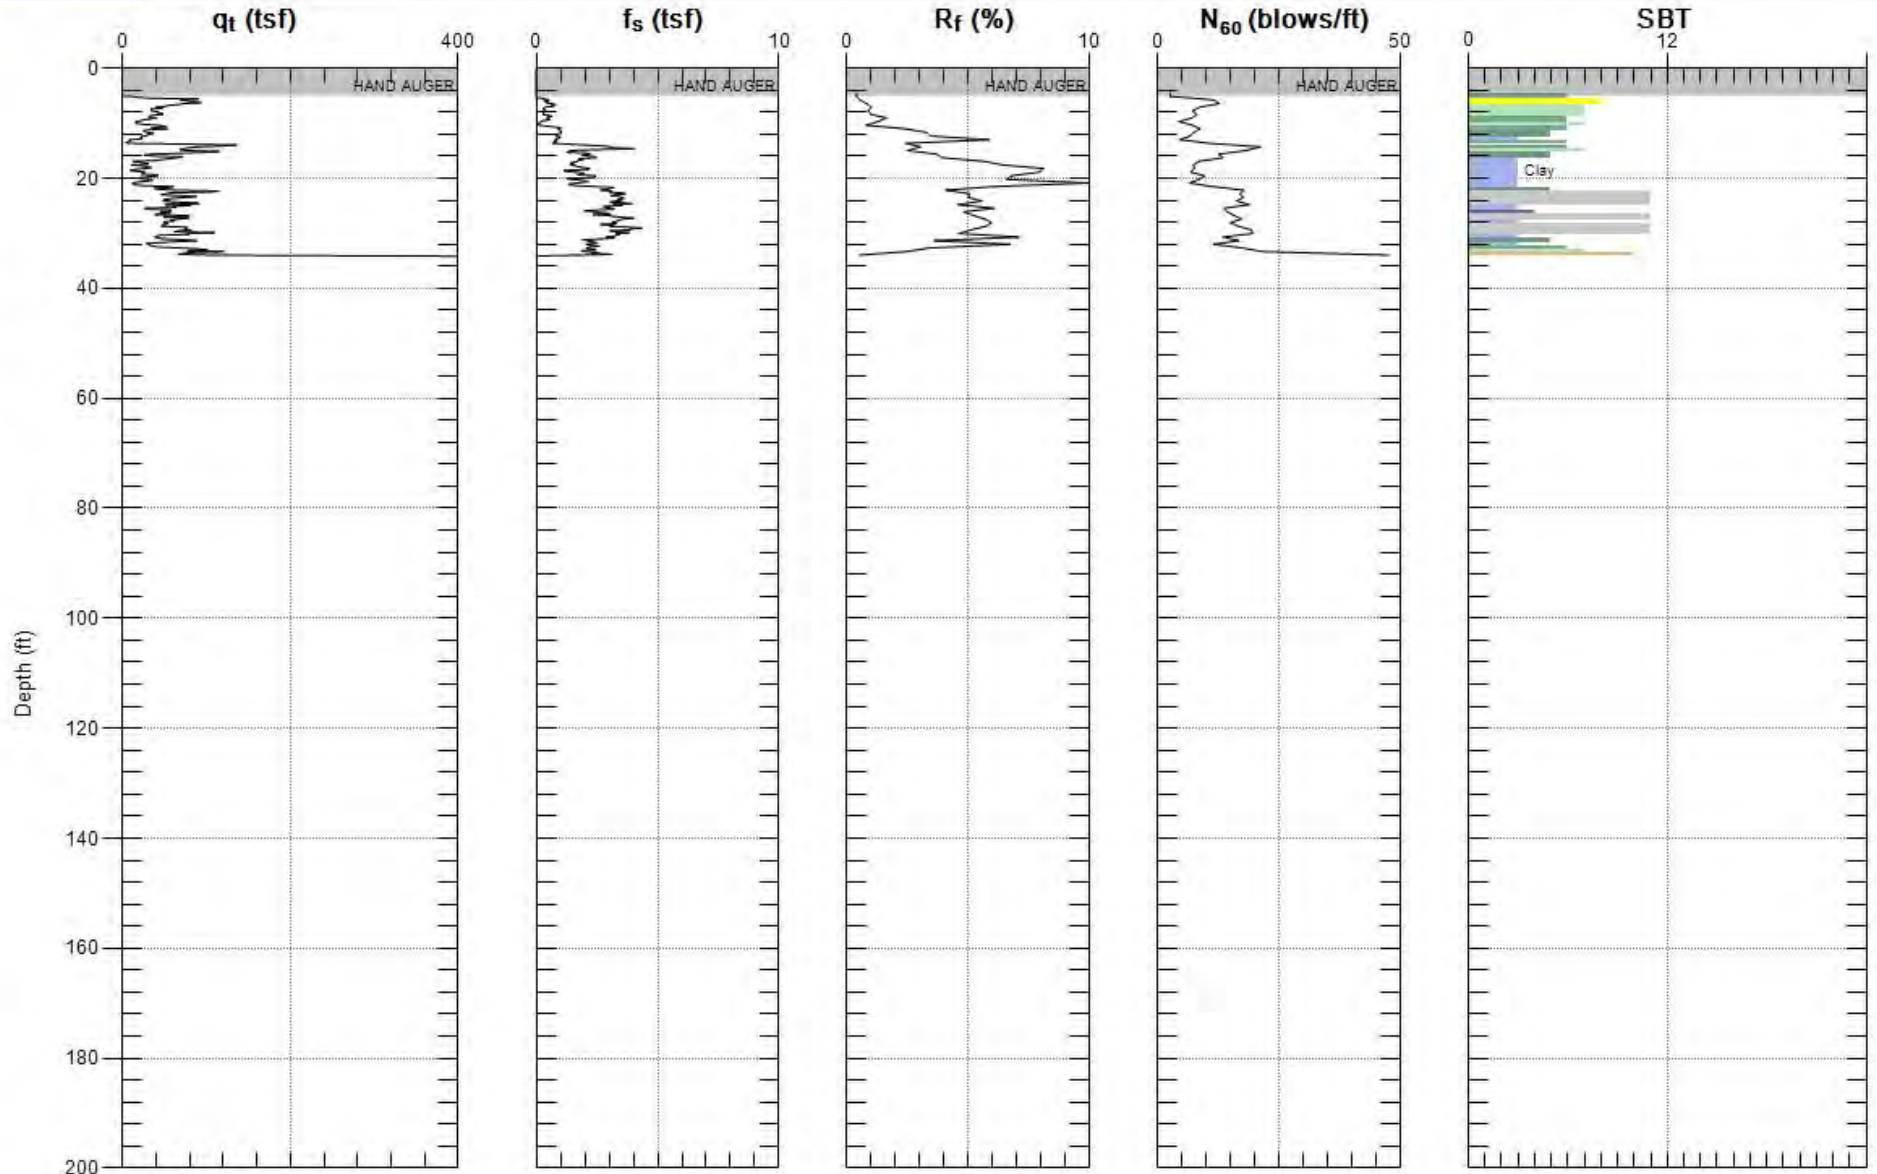 qt (tsf) fs (tsf) Rf (%) N60 (blows/ft) SBT
0 400 0 10 0 10 0 50 0 12
0
HAND AUGER HAND AUGER HAND AUGER HAND AUGER
20
Clay
40
60
80
100
Depth (ft)
120
140
160
180
200